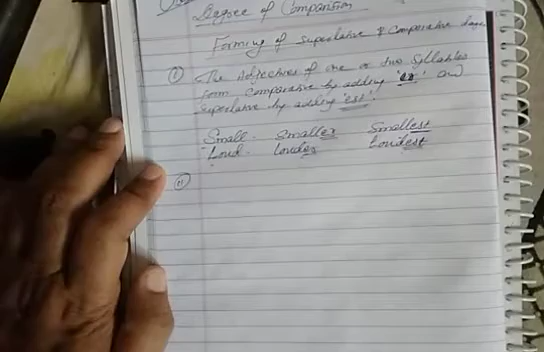 Degree of Comparison
Forming of Superlative & Comparative
① The Adjectives of one or two Syllables
form Comparative by adding 'er' and
Superlative by adding 'est'
Small - Smaller Smallest
Loud - Louder Loudest
②